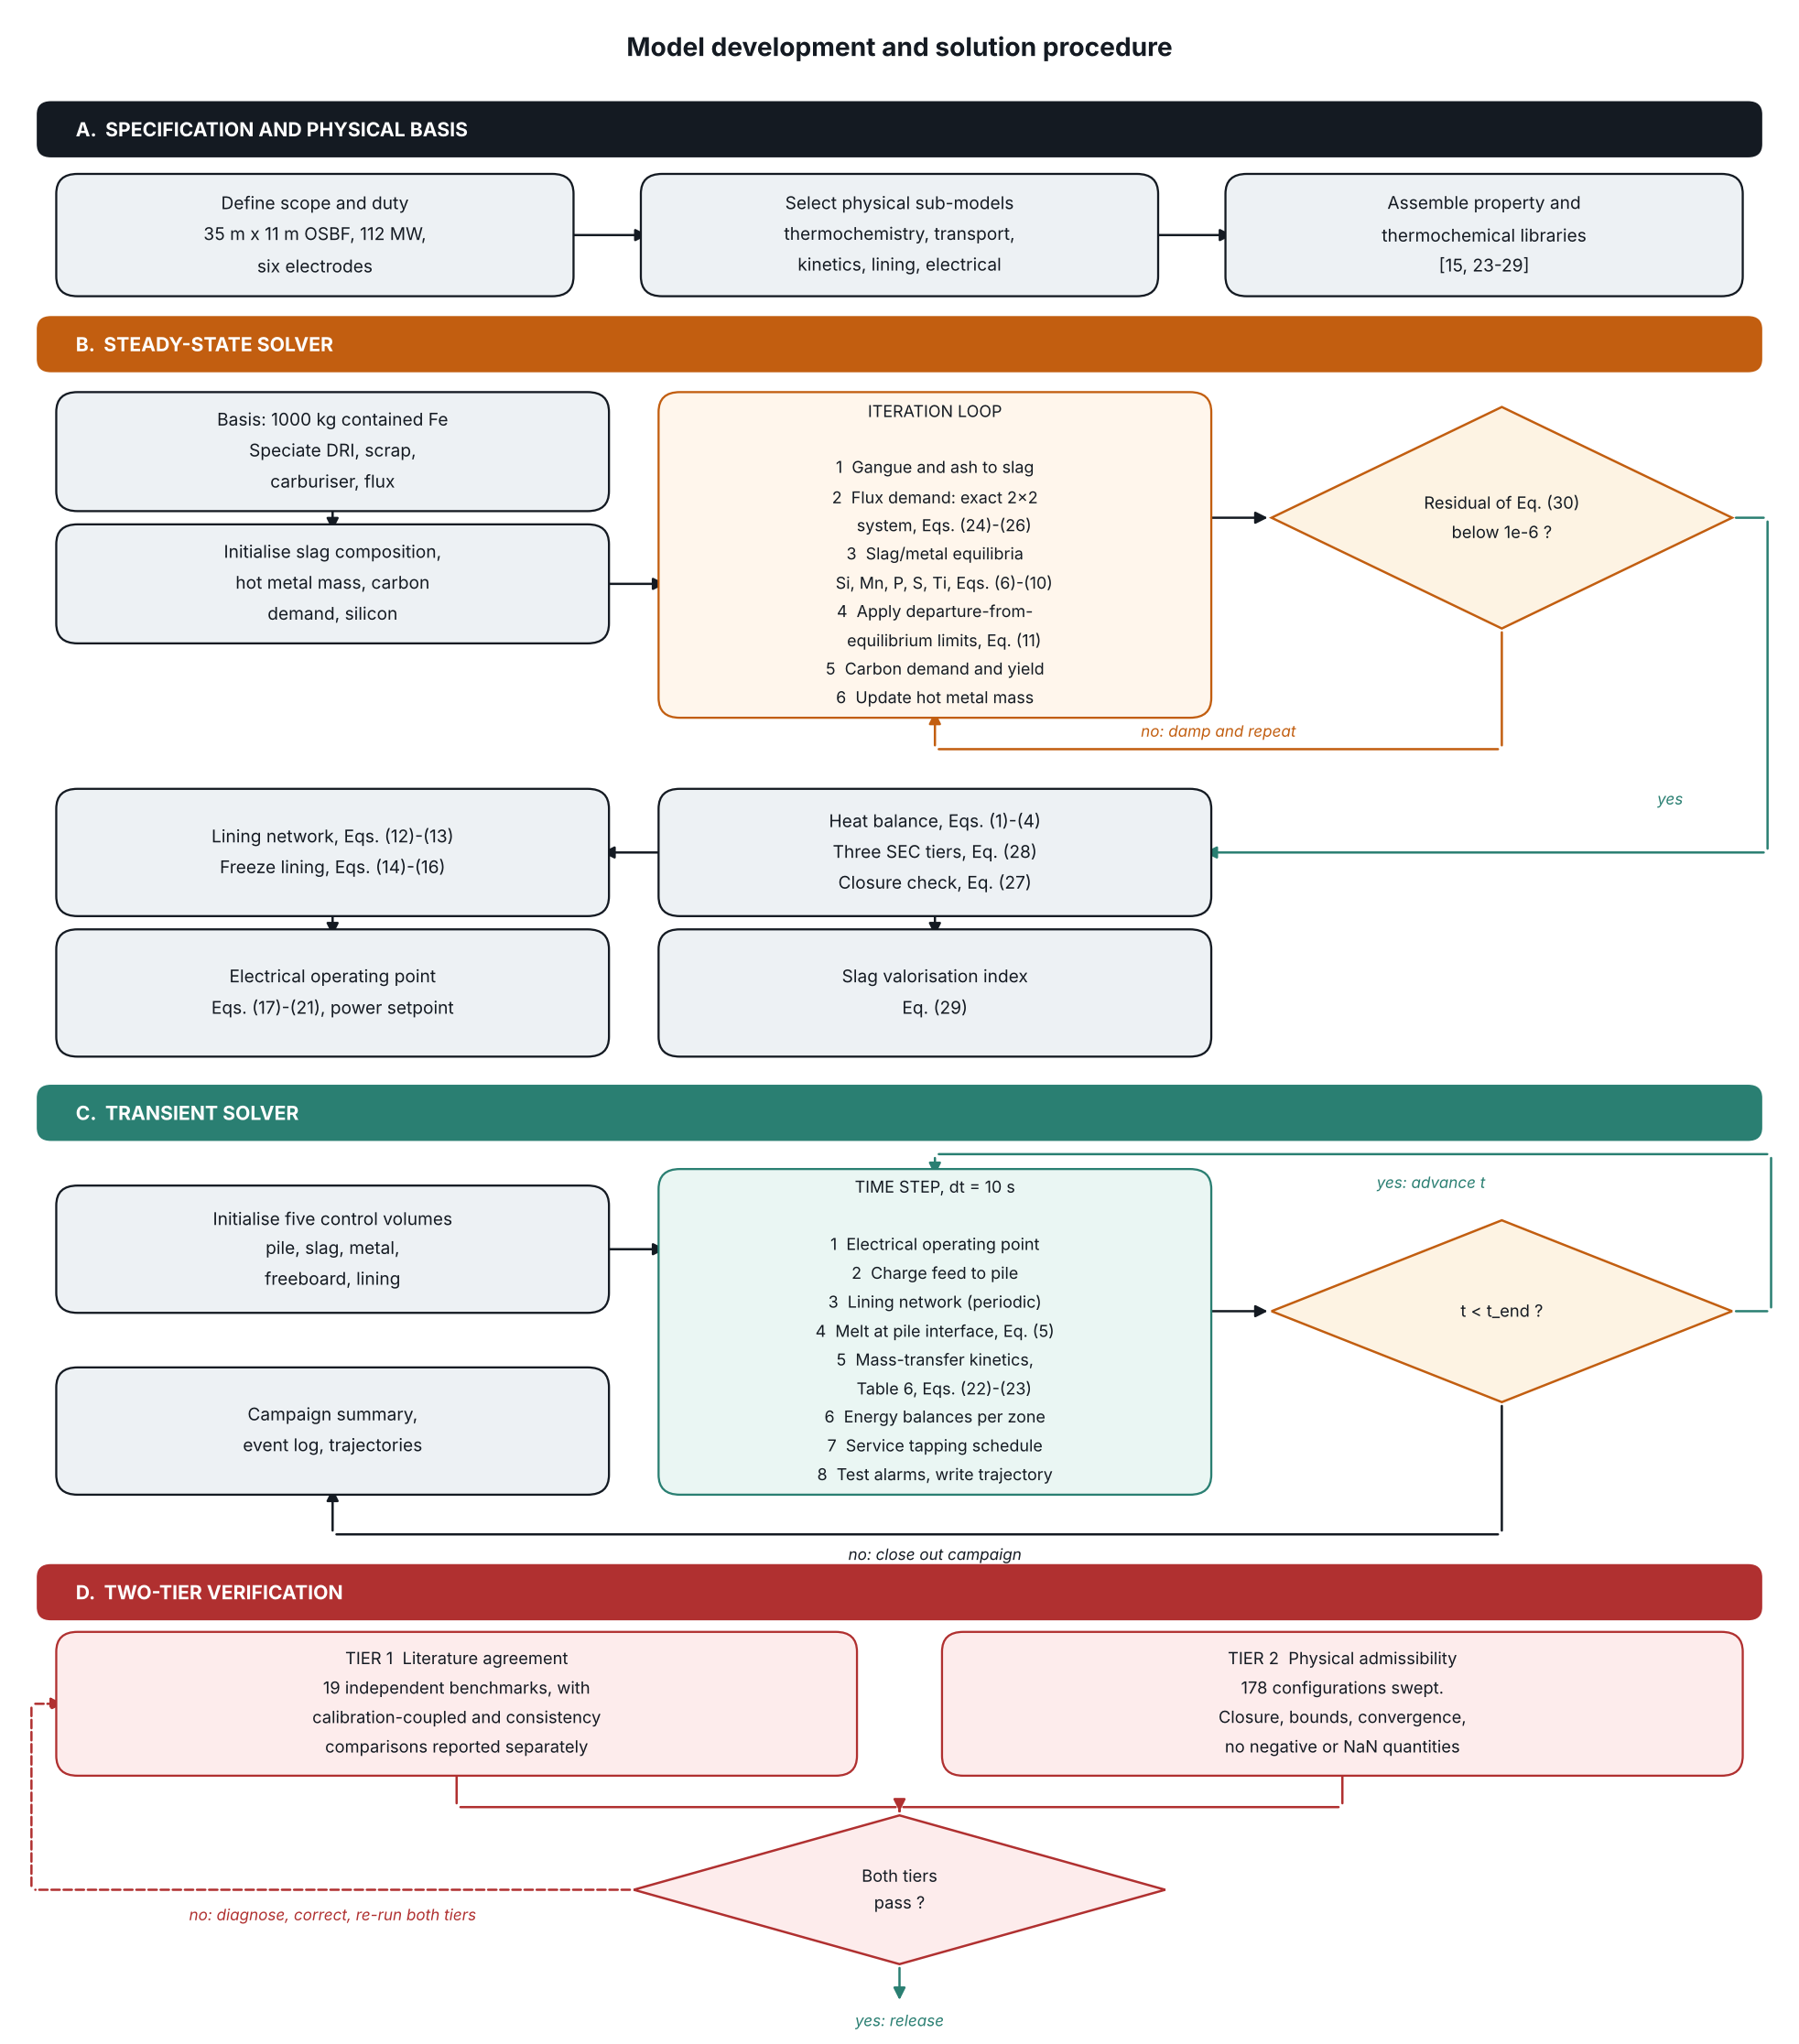 Model development and solution procedure
A. SPECIFICATION AND PHYSICAL BASIS
Define scope and duty
35 m x 11 m OSBF, 112 MW,
six electrodes
Select physical sub-models
thermochemistry, transport,
kinetics, lining, electrical
Assemble property and
thermochemical libraries
[15, 23-29]
B. STEADY-STATE SOLVER
Basis: 1000 kg contained Fe
Speciate DRI, scrap,
carburiser, flux
Initialise slag composition,
hot metal mass, carbon
demand, silicon
ITERATION LOOP
1 Gangue and ash to slag
2 Flux demand: exact 2×2
system, Eqs. (24)-(26)
3 Slag/metal equilibria
Si, Mn, P, S, Ti, Eqs. (6)-(10)
4 Apply departure-from-
equilibrium limits, Eq. (11)
5 Carbon demand and yield
6 Update hot metal mass
Residual of Eq. (30)
below 1e-6 ?
no: damp and repeat
yes
Lining network, Eqs. (12)-(13)
Freeze lining, Eqs. (14)-(16)
Heat balance, Eqs. (1)-(4)
Three SEC tiers, Eq. (28)
Closure check, Eq. (27)
Electrical operating point
Eqs. (17)-(21), power setpoint
Slag valorisation index
Eq. (29)
C. TRANSIENT SOLVER
Initialise five control volumes
pile, slag, metal,
freeboard, lining
Campaign summary,
event log, trajectories
TIME STEP, dt = 10 s
1 Electrical operating point
2 Charge feed to pile
3 Lining network (periodic)
4 Melt at pile interface, Eq. (5)
5 Mass-transfer kinetics,
Table 6, Eqs. (22)-(23)
6 Energy balances per zone
7 Service tapping schedule
8 Test alarms, write trajectory
yes: advance t
t < t_end ?
no: close out campaign
D. TWO-TIER VERIFICATION
TIER 1 Literature agreement
19 independent benchmarks, with
calibration-coupled and consistency
comparisons reported separately
TIER 2 Physical admissibility
178 configurations swept.
Closure, bounds, convergence,
no negative or NaN quantities
Both tiers
pass ?
no: diagnose, correct, re-run both tiers
yes: release